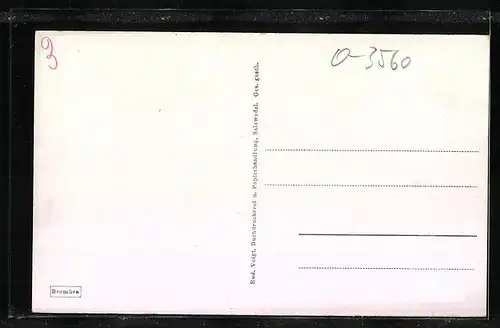 3
O-3560
Rud. Voigt, Buchdruckerei u. Papierhandlung, Salzwedel. Ges. gesch.
Bromüra